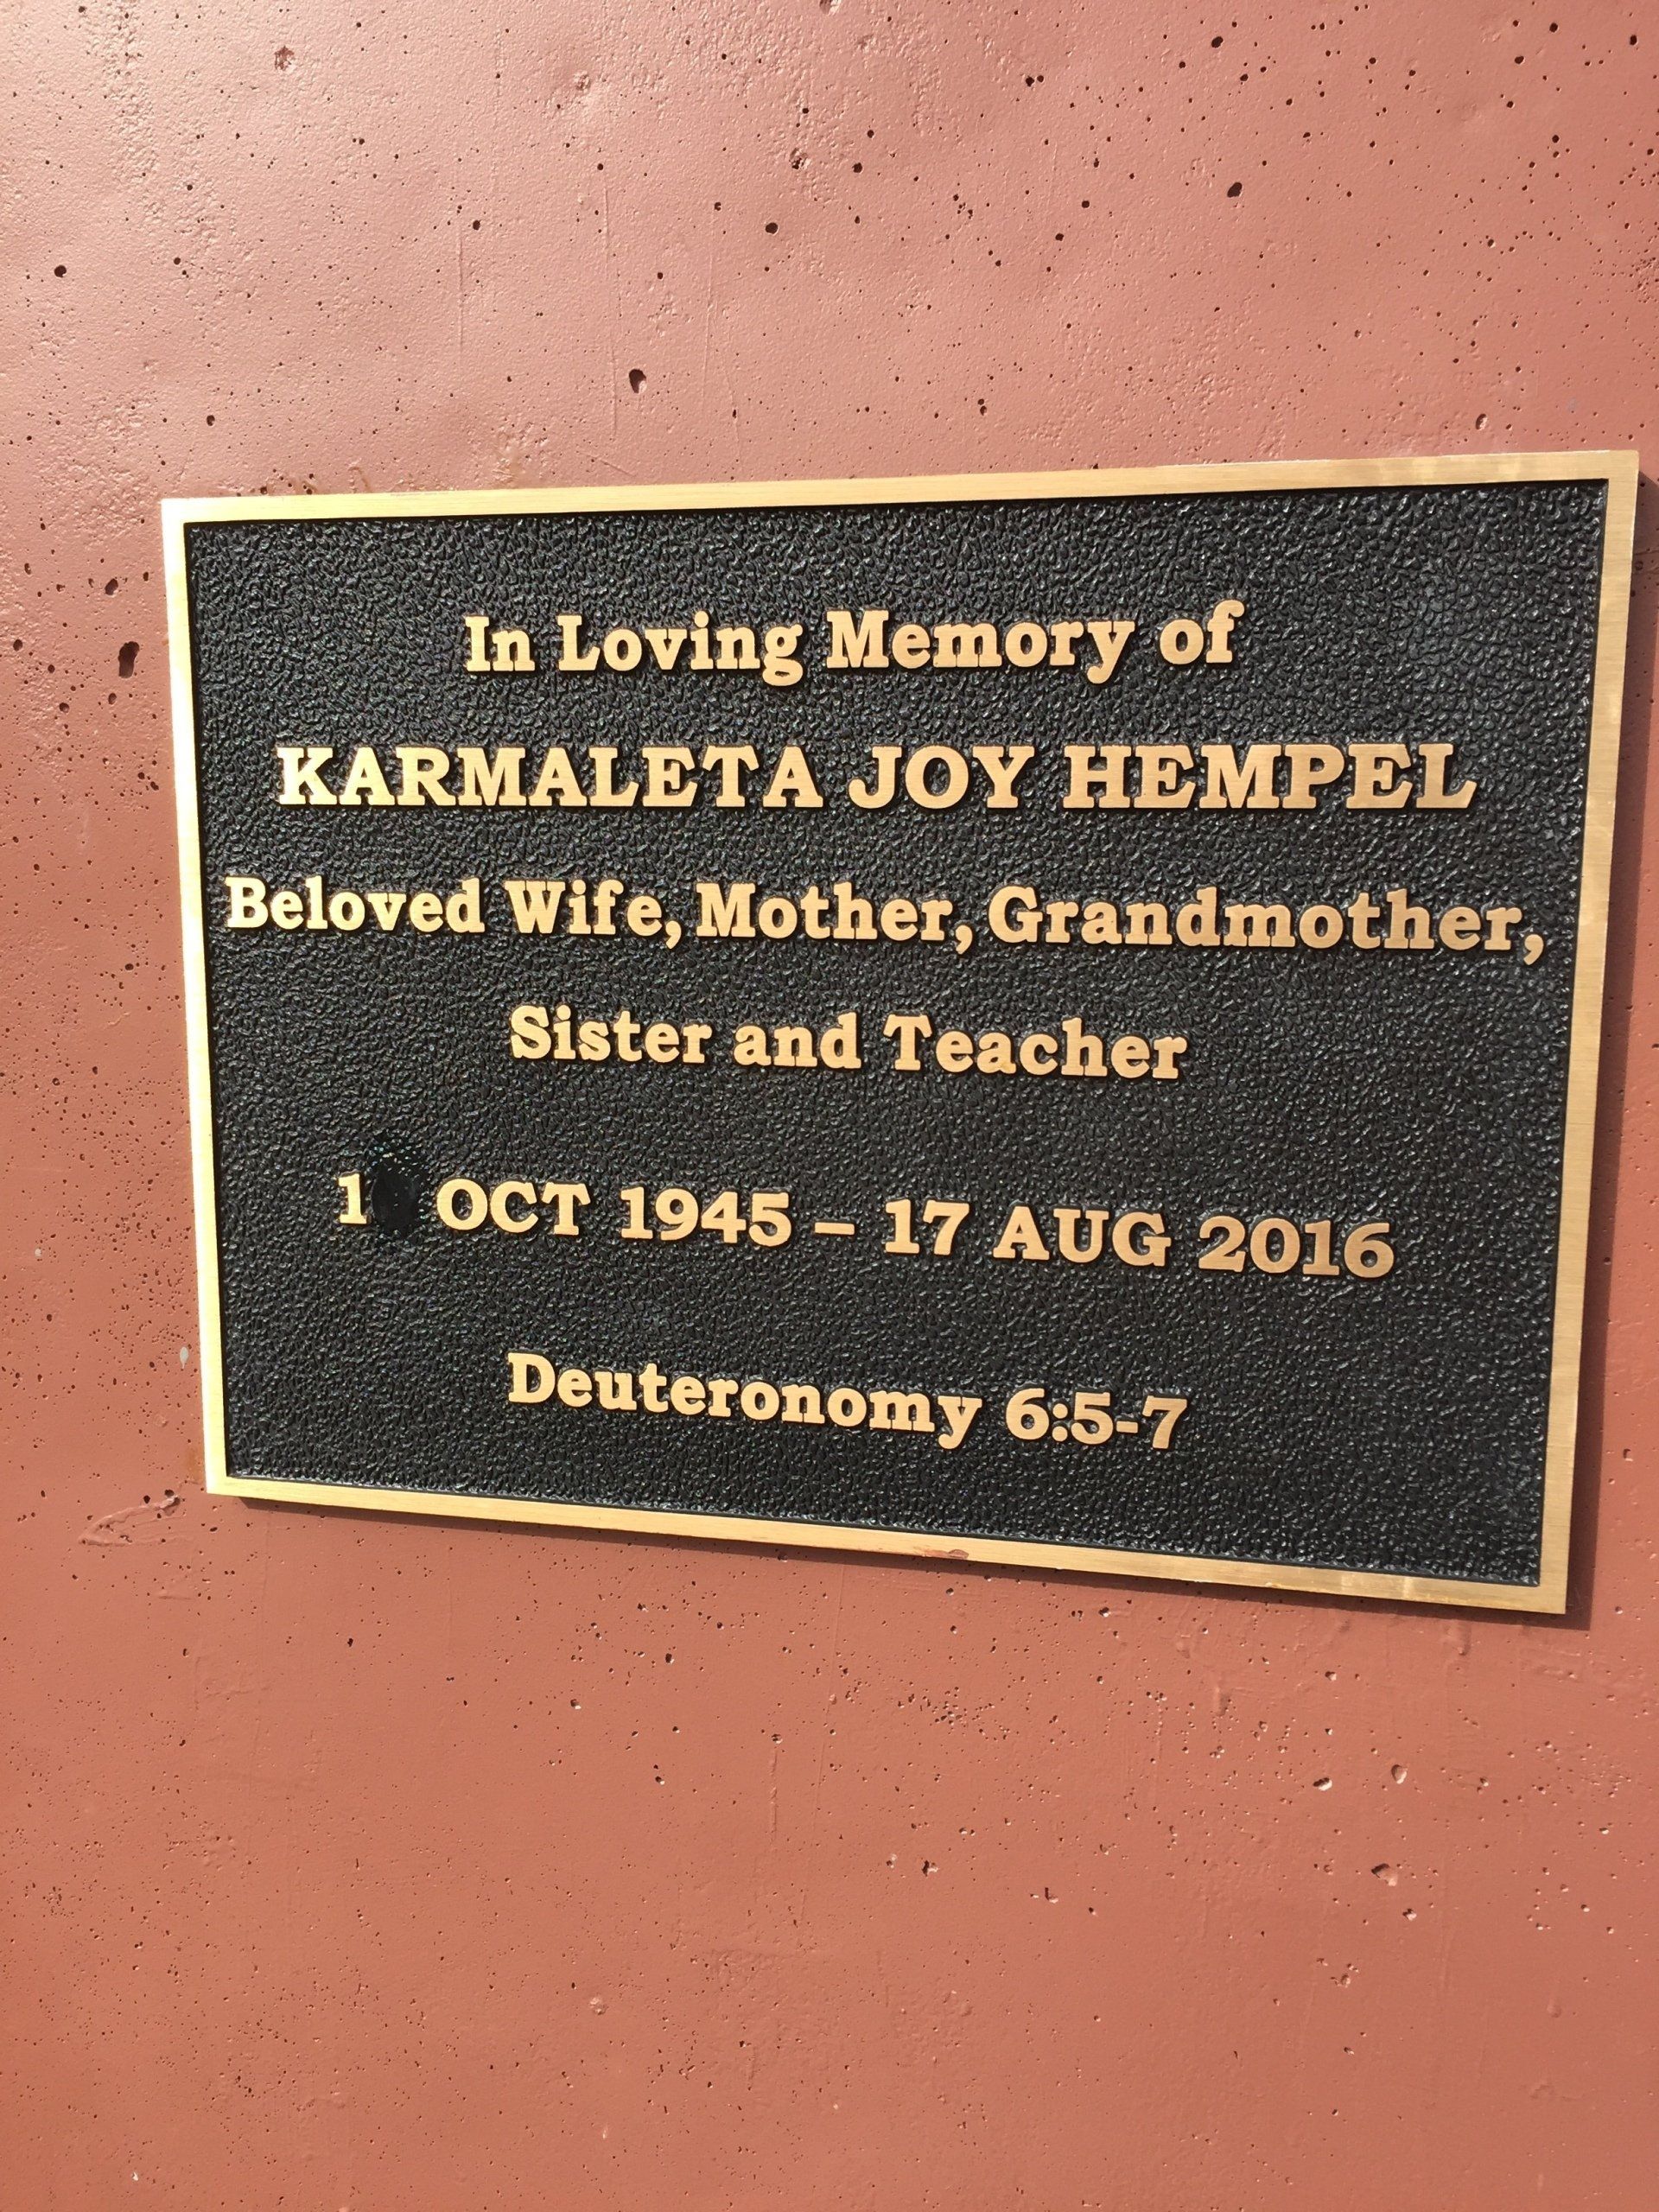 In Loving Memory of
KARMALETA JOY HEMPEL
Beloved Wife, Mother, Grandmother,
Sister and Teacher
OCT 1945 – 17 AUG 2016
Deuteronomy 6:5-7